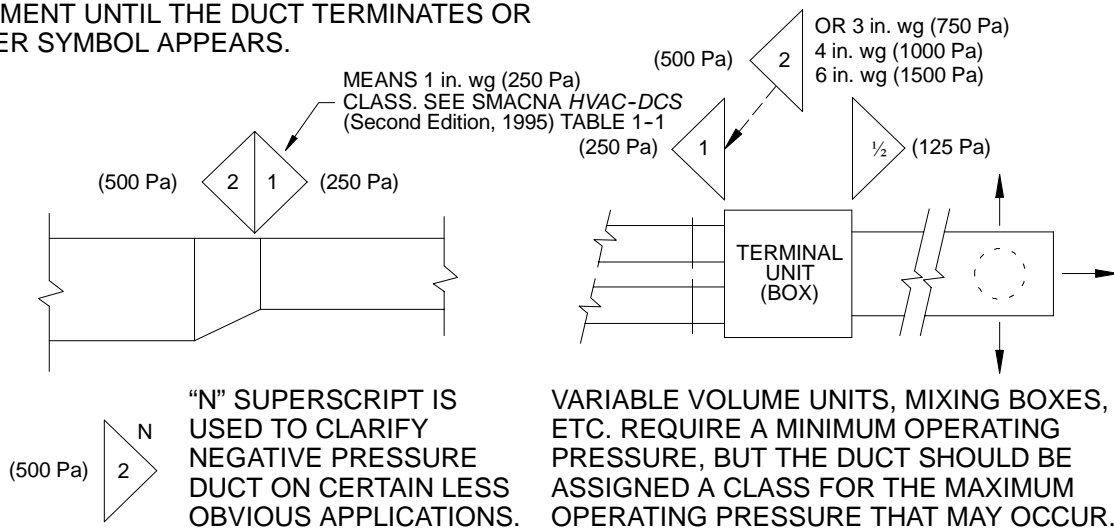 MENT UNTIL THE DUCT TERMINATES OR
ER SYMBOL APPEARS.
MEANS 1 in. wg (250 Pa)
CLASS. SEE SMACNA HVAC-DCS
(Second Edition, 1995) TABLE 1-1
(500 Pa) 2 1 (250 Pa)
(500 Pa) 2
OR 3 in. wg (750 Pa)
4 in. wg (1000 Pa)
6 in. wg (1500 Pa)
(250 Pa) 1
½ (125 Pa)
TERMINAL
UNIT
(BOX)
(500 Pa) 2 N
“N” SUPERSCRIPT IS
USED TO CLARIFY
NEGATIVE PRESSURE
DUCT ON CERTAIN LESS
OBVIOUS APPLICATIONS.
VARIABLE VOLUME UNITS, MIXING BOXES,
ETC. REQUIRE A MINIMUM OPERATING
PRESSURE, BUT THE DUCT SHOULD BE
ASSIGNED A CLASS FOR THE MAXIMUM
OPERATING PRESSURE THAT MAY OCCUR.